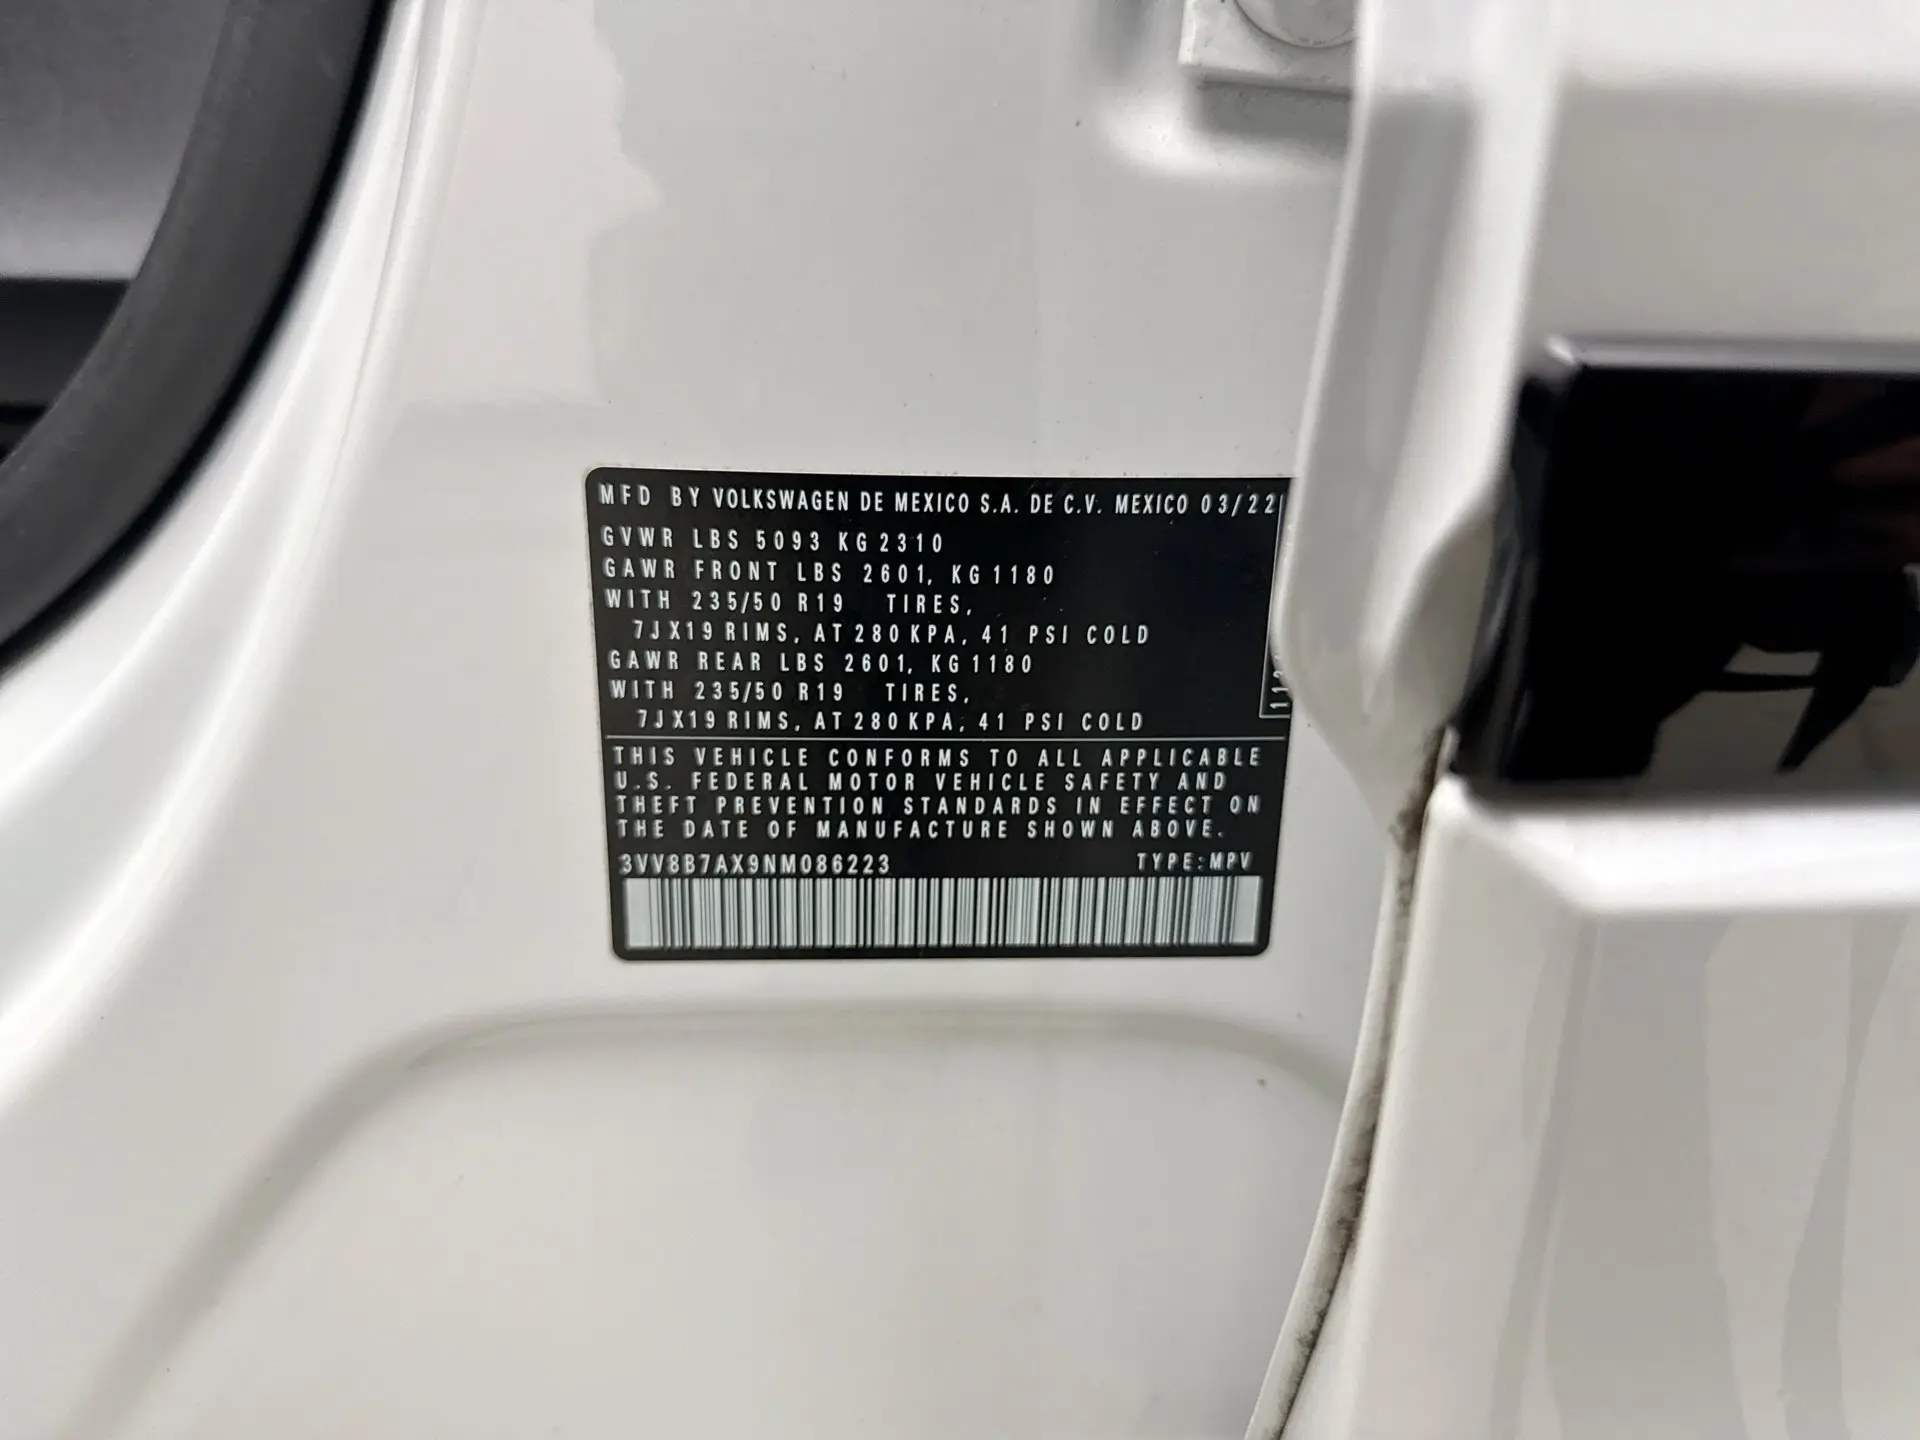 MFD BY VOLKSWAGEN DE MEXICO S.A. DE C.V. MEXICO 03/22
GVWR LBS 5093 KG 2310
GAWR FRONT LBS 2601, KG 1180
WITH 235/50 R19 TIRES,
7JX19 RIMS, AT 280 KPA, 41 PSI COLD
GAWR REAR LBS 2601, KG 1180
WITH 235/50 R19 TIRES,
7JX19 RIMS, AT 280 KPA, 41 PSI COLD
THIS VEHICLE CONFORMS TO ALL APPLICABLE
U.S. FEDERAL MOTOR VEHICLE SAFETY AND
THEFT PREVENTION STANDARDS IN EFFECT ON
THE DATE OF MANUFACTURE SHOWN ABOVE.
3VV8B7AX9NM086223 TYPE:MPV